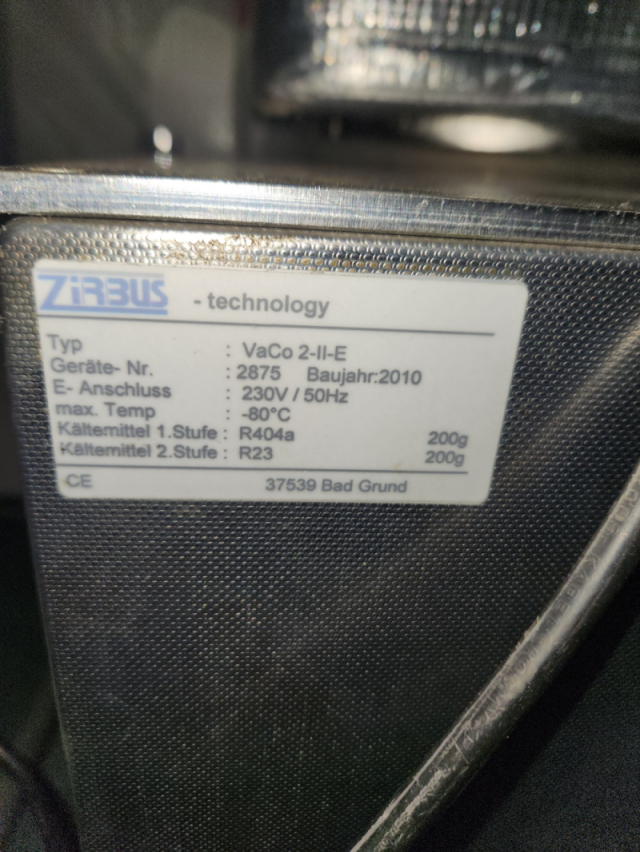 ZIRBUS - technology
Typ : VaCo 2-II-E
Geräte- Nr. : 2875 Baujahr:2010
E- Anschluss : 230V / 50Hz
max. Temp : -80°C
Kältemittel 1.Stufe : R404a 200g
Kältemittel 2.Stufe : R23 200g
CE 37539 Bad Grund